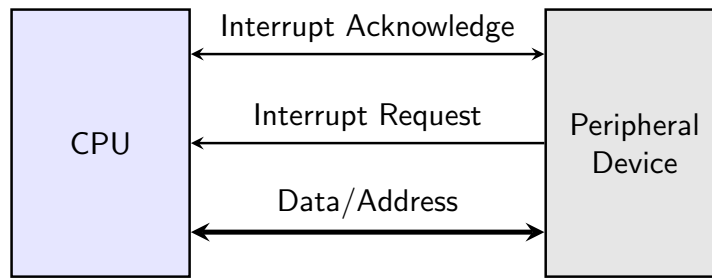 Interrupt Acknowledge
CPU
Interrupt Request
Peripheral
Device
Data/Address